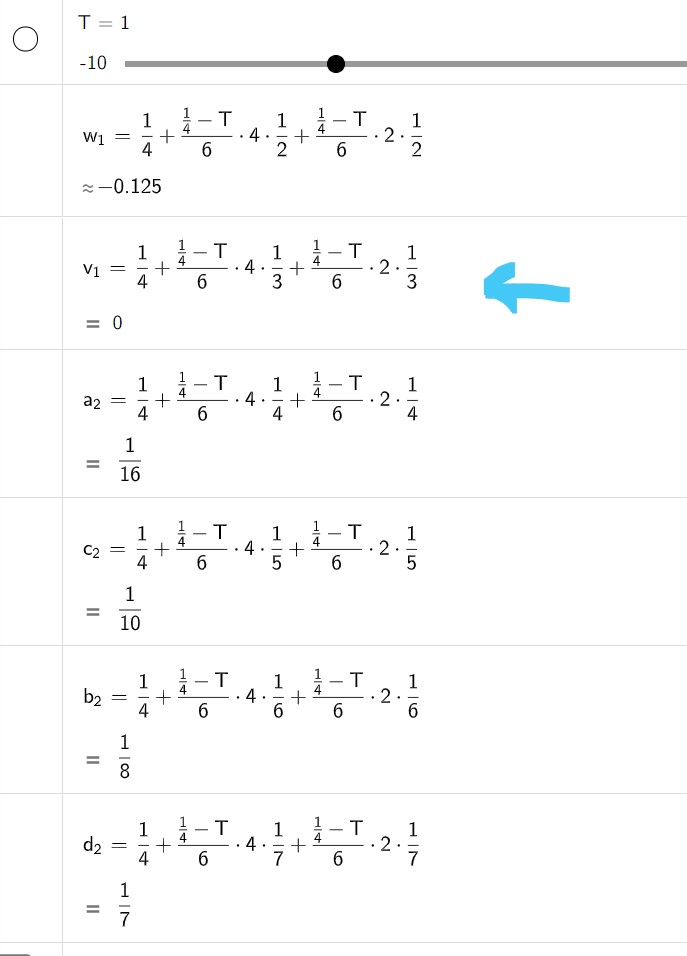 T = 1
-10
w₁ = 1/4 + (1/4 − T)/6 · 4 · 1/2 + (1/4 − T)/6 · 2 · 1/2
≈ −0.125
v₁ = 1/4 + (1/4 − T)/6 · 4 · 1/3 + (1/4 − T)/6 · 2 · 1/3
= 0
a₂ = 1/4 + (1/4 − T)/6 · 4 · 1/4 + (1/4 − T)/6 · 2 · 1/4
= 1/16
c₂ = 1/4 + (1/4 − T)/6 · 4 · 1/5 + (1/4 − T)/6 · 2 · 1/5
= 1/10
b₂ = 1/4 + (1/4 − T)/6 · 4 · 1/6 + (1/4 − T)/6 · 2 · 1/6
= 1/8
d₂ = 1/4 + (1/4 − T)/6 · 4 · 1/7 + (1/4 − T)/6 · 2 · 1/7
= 1/7